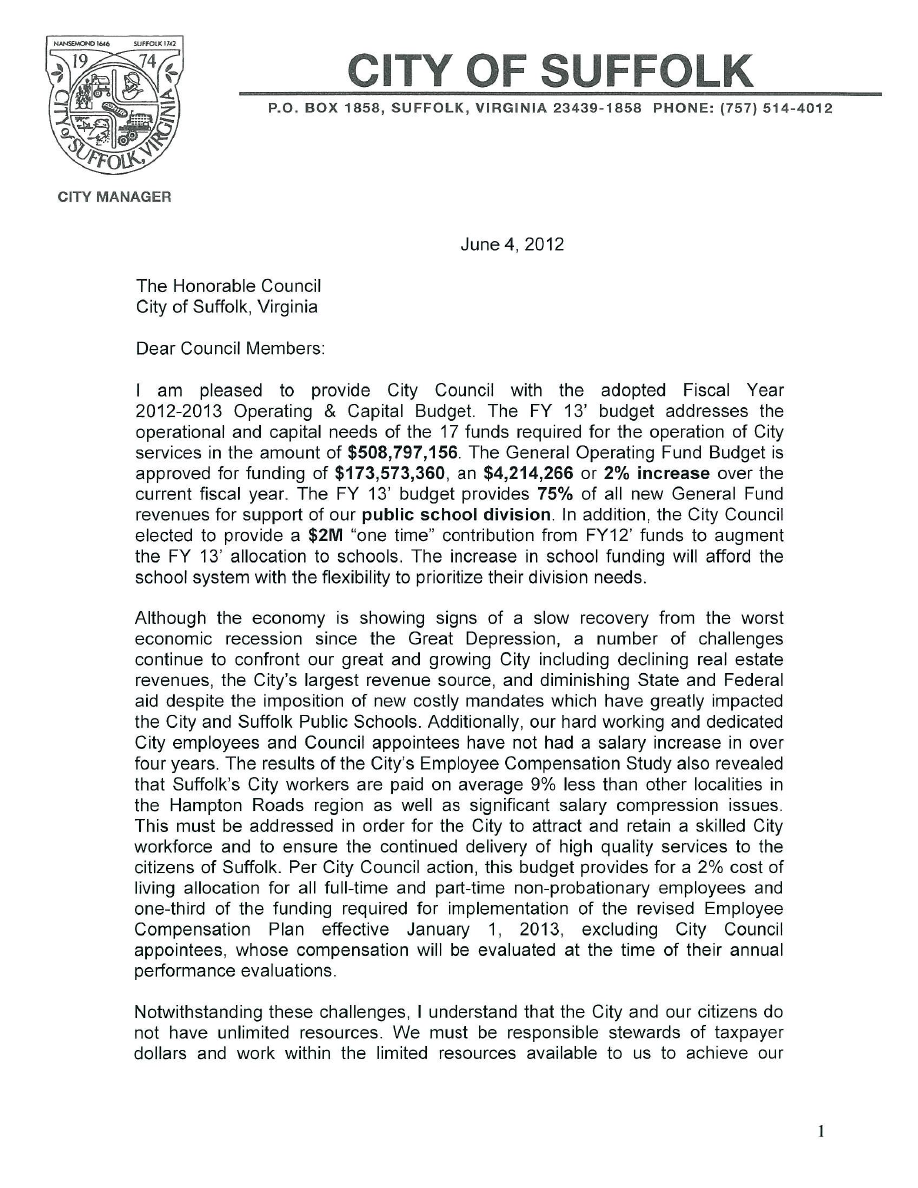 NANSEMOND 1646 SUFFOLK 1742
19 74
CITY of SUFFOLK, VIRGINIA
CITY MANAGER
CITY OF SUFFOLK
P.O. BOX 1858, SUFFOLK, VIRGINIA 23439-1858 PHONE: (757) 514-4012
June 4, 2012
The Honorable Council
City of Suffolk, Virginia
Dear Council Members:
I am pleased to provide City Council with the adopted Fiscal Year
2012-2013 Operating & Capital Budget. The FY 13' budget addresses the
operational and capital needs of the 17 funds required for the operation of City
services in the amount of $508,797,156. The General Operating Fund Budget is
approved for funding of $173,573,360, an $4,214,266 or 2% increase over the
current fiscal year. The FY 13' budget provides 75% of all new General Fund
revenues for support of our public school division. In addition, the City Council
elected to provide a $2M “one time” contribution from FY12' funds to augment
the FY 13' allocation to schools. The increase in school funding will afford the
school system with the flexibility to prioritize their division needs.
Although the economy is showing signs of a slow recovery from the worst
economic recession since the Great Depression, a number of challenges
continue to confront our great and growing City including declining real estate
revenues, the City's largest revenue source, and diminishing State and Federal
aid despite the imposition of new costly mandates which have greatly impacted
the City and Suffolk Public Schools. Additionally, our hard working and dedicated
City employees and Council appointees have not had a salary increase in over
four years. The results of the City's Employee Compensation Study also revealed
that Suffolk's City workers are paid on average 9% less than other localities in
the Hampton Roads region as well as significant salary compression issues.
This must be addressed in order for the City to attract and retain a skilled City
workforce and to ensure the continued delivery of high quality services to the
citizens of Suffolk. Per City Council action, this budget provides for a 2% cost of
living allocation for all full-time and part-time non-probationary employees and
one-third of the funding required for implementation of the revised Employee
Compensation Plan effective January 1, 2013, excluding City Council
appointees, whose compensation will be evaluated at the time of their annual
performance evaluations.
Notwithstanding these challenges, I understand that the City and our citizens do
not have unlimited resources. We must be responsible stewards of taxpayer
dollars and work within the limited resources available to us to achieve our
1